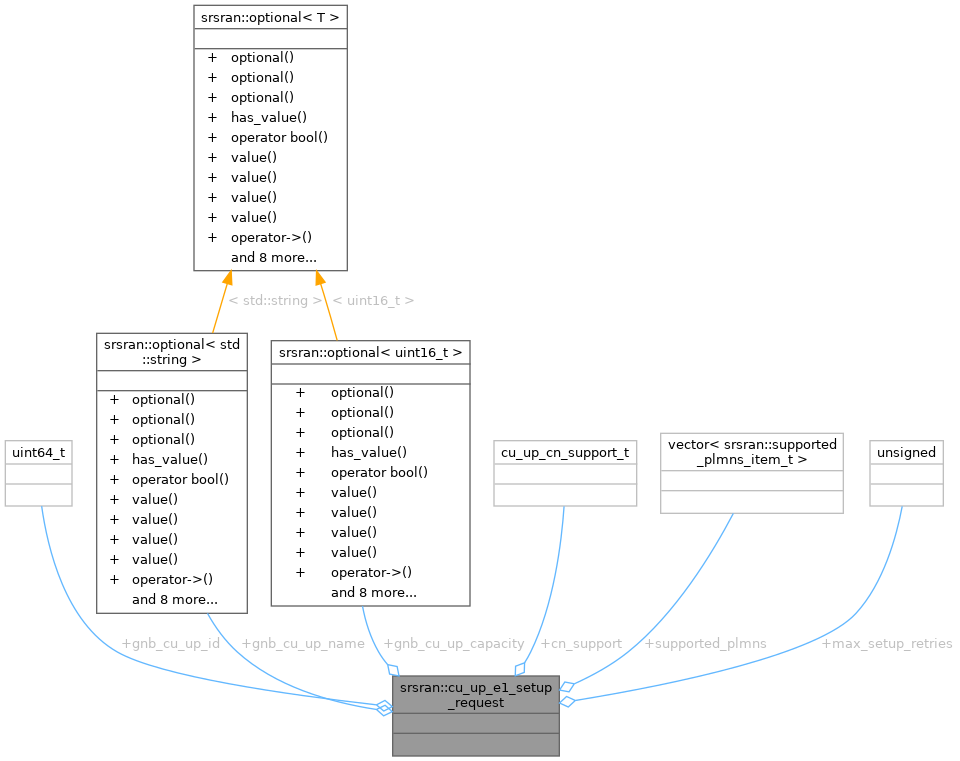 srsran::optional< T >
+ optional()
+ optional()
+ optional()
+ has_value()
+ operator bool()
+ value()
+ value()
+ value()
+ value()
+ operator->()
and 8 more...
< std::string >
< uint16_t >
srsran::optional< std
::string >
+ optional()
+ optional()
+ optional()
+ has_value()
+ operator bool()
+ value()
+ value()
+ value()
+ value()
+ operator->()
and 8 more...
srsran::optional< uint16_t >
+ optional()
+ optional()
+ optional()
+ has_value()
+ operator bool()
+ value()
+ value()
+ value()
+ value()
+ operator->()
and 8 more...
uint64_t
cu_up_cn_support_t
vector< srsran::supported
_plmns_item_t >
unsigned
+gnb_cu_up_id
+gnb_cu_up_name
+gnb_cu_up_capacity
+cn_support
+supported_plmns
+max_setup_retries
srsran::cu_up_e1_setup
_request